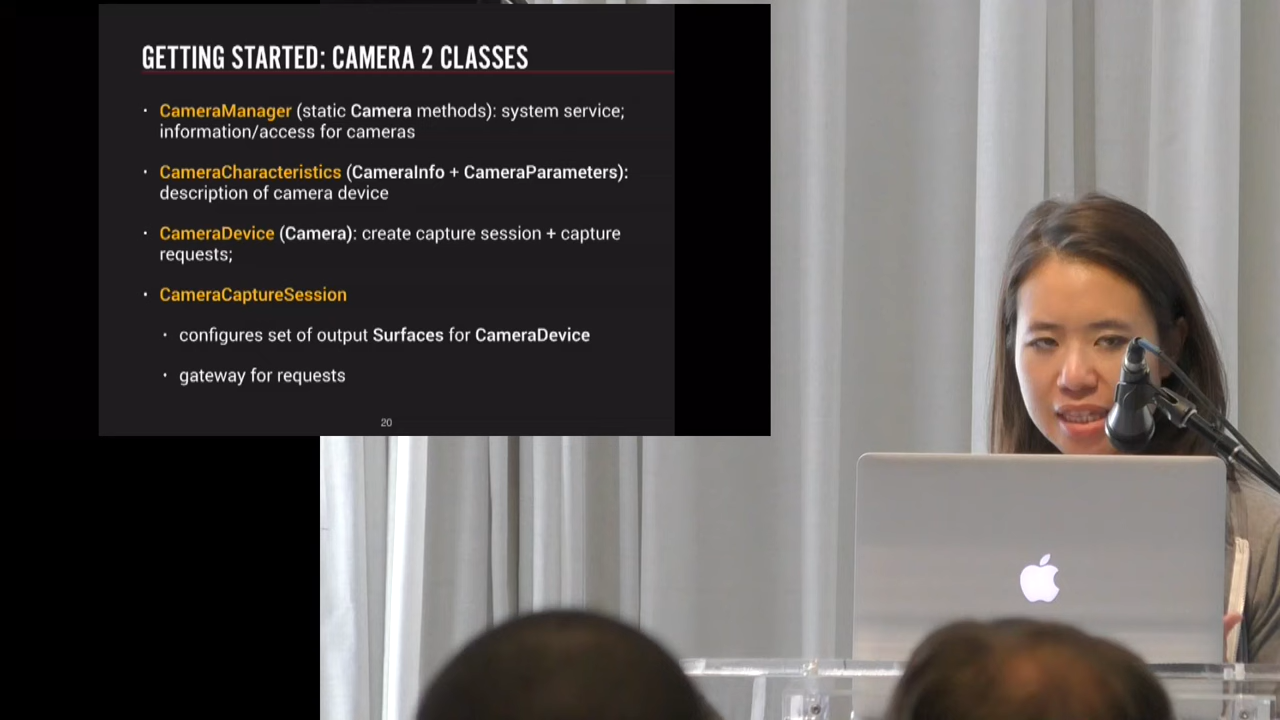 GETTING STARTED: CAMERA 2 CLASSES
· CameraManager (static Camera methods): system service;
information/access for cameras
· CameraCharacteristics (CameraInfo + CameraParameters):
description of camera device
· CameraDevice (Camera): create capture session + capture
requests;
· CameraCaptureSession
· configures set of output Surfaces for CameraDevice
· gateway for requests
20